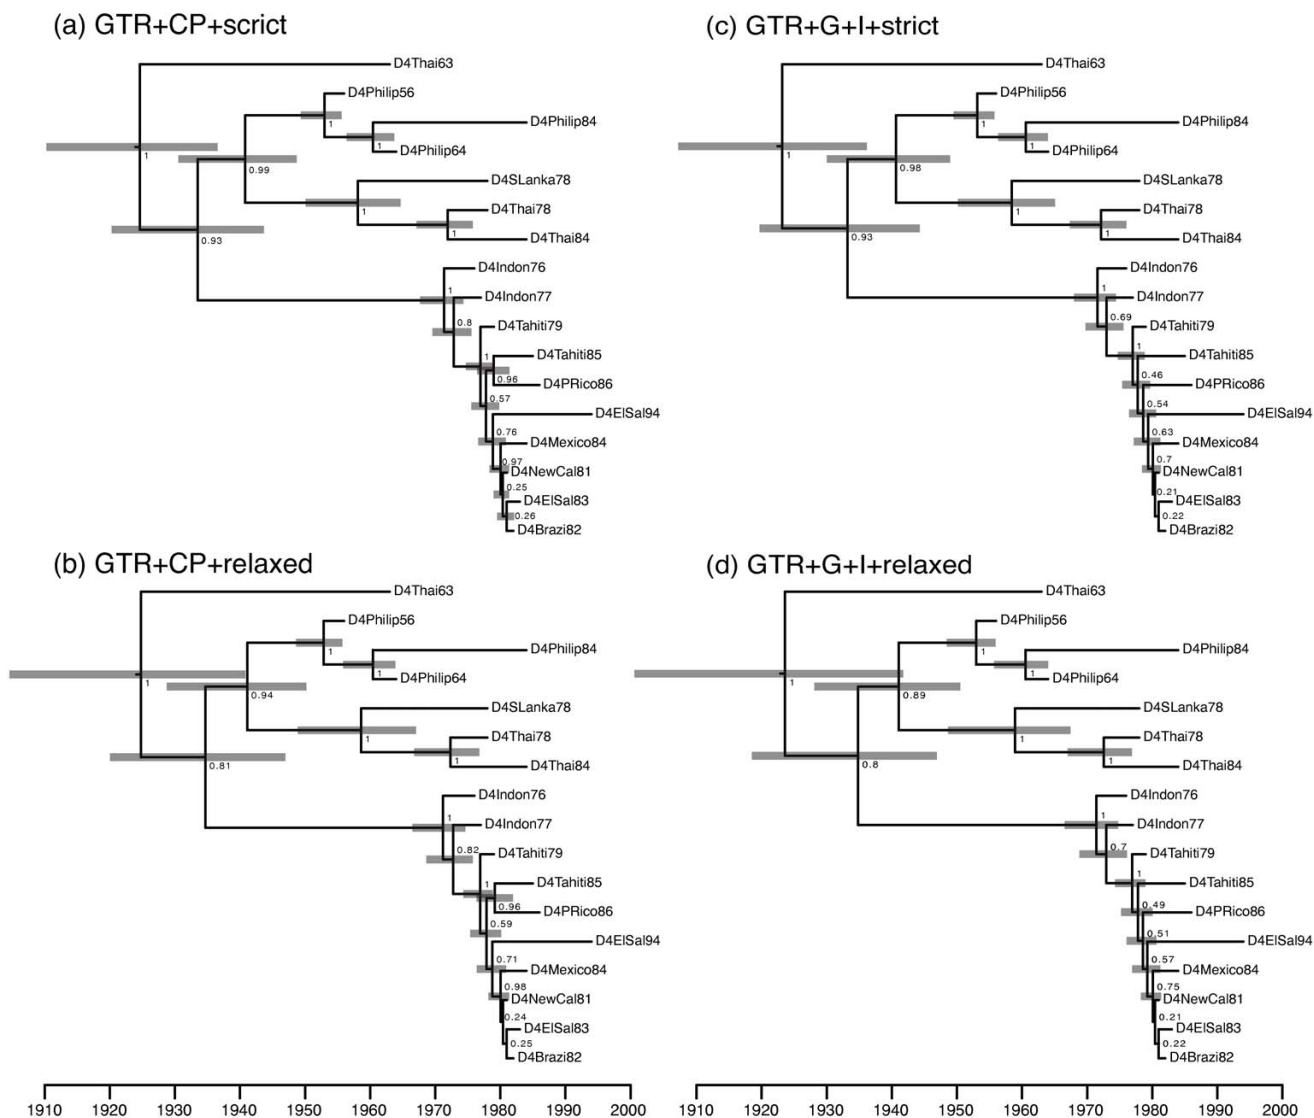 (a) GTR+CP+scrict
D4Thai63
D4Philip56
1
D4Philip84
1
D4Philip64
1
0.99
D4SLanka78
D4Thai78
1
1
D4Thai84
0.93
D4Indon76
1
D4Indon77
0.8
D4Tahiti79
1
D4Tahiti85
0.96
D4PRico86
0.57
D4ElSal94
0.76
D4Mexico84
0.97
D4NewCal81
0.25
D4ElSal83
0.26
D4Brazi82
(c) GTR+G+I+strict
D4Thai63
D4Philip56
1
D4Philip84
1
D4Philip64
1
0.98
D4SLanka78
D4Thai78
1
1
D4Thai84
0.93
D4Indon76
1
D4Indon77
0.69
D4Tahiti79
1
D4Tahiti85
0.46
D4PRico86
0.54
D4ElSal94
0.63
D4Mexico84
0.7
D4NewCal81
0.21
D4ElSal83
0.22
D4Brazi82
(b) GTR+CP+relaxed
D4Thai63
D4Philip56
1
D4Philip84
1
D4Philip64
1
0.94
D4SLanka78
D4Thai78
1
1
D4Thai84
0.81
D4Indon76
1
D4Indon77
0.82
D4Tahiti79
1
D4Tahiti85
0.96
D4PRico86
0.59
D4ElSal94
0.71
D4Mexico84
0.98
D4NewCal81
0.24
D4ElSal83
0.25
D4Brazi82
(d) GTR+G+I+relaxed
D4Thai63
D4Philip56
1
D4Philip84
1
D4Philip64
1
0.89
D4SLanka78
D4Thai78
1
1
D4Thai84
0.8
D4Indon76
1
D4Indon77
0.7
D4Tahiti79
1
D4Tahiti85
0.49
D4PRico86
0.51
D4ElSal94
0.57
D4Mexico84
0.75
D4NewCal81
0.21
D4ElSal83
0.22
D4Brazi82
1910 1920 1930 1940 1950 1960 1970 1980 1990 2000
1910 1920 1930 1940 1950 1960 1970 1980 1990 2000